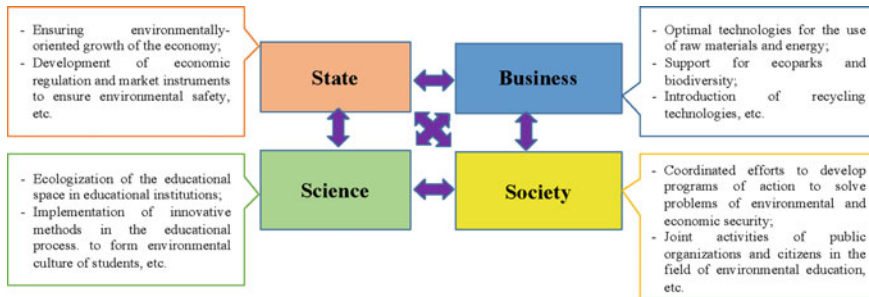 - Ensuring environmentally-
oriented growth of the economy;
- Development of economic
regulation and market instruments
to ensure environmental safety,
etc.
State
Business
- Optimal technologies for the use
of raw materials and energy;
- Support for ecoparks and
biodiversity;
- Introduction of recycling
technologies, etc.
- Ecologization of the educational
space in educational institutions;
- Implementation of innovative
methods in the educational
process. to form environmental
culture of students, etc.
Science
Society
- Coordinated efforts to develop
programs of action to solve
problems of environmental and
economic security;
- Joint activities of public
organizations and citizens in the
field of environmental education,
etc.